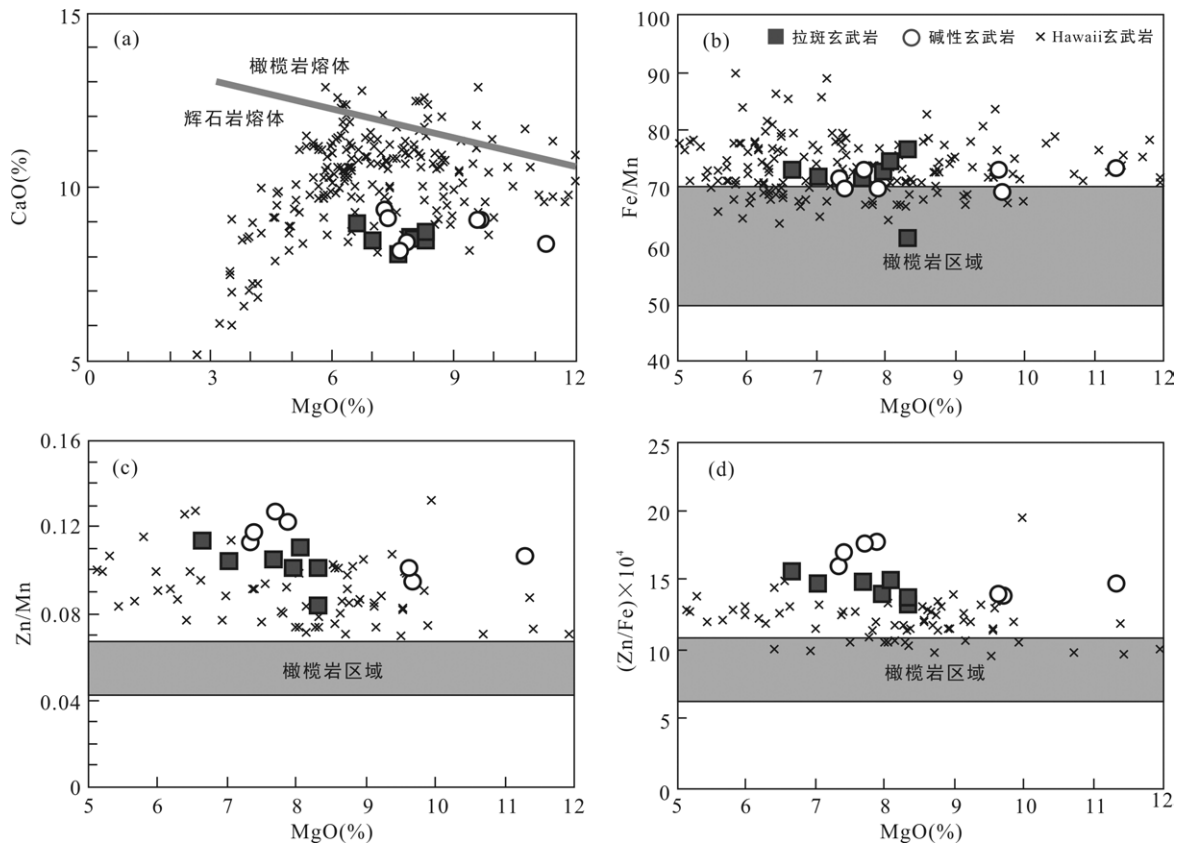 (a)
橄榄岩熔体
辉石岩熔体
CaO(%)
15
10
5
0
3
6
9
12
MgO(%)
(b)
拉斑玄武岩
碱性玄武岩
Hawaii玄武岩
橄榄岩区域
Fe/Mn
100
90
80
70
60
50
40
5
6
7
8
9
10
11
12
MgO(%)
(c)
橄榄岩区域
Zn/Mn
0.16
0.12
0.08
0.04
0
5
6
7
8
9
10
11
12
MgO(%)
(d)
橄榄岩区域
(Zn/Fe)×10⁴
25
20
15
10
5
0
5
6
7
8
9
10
11
12
MgO(%)